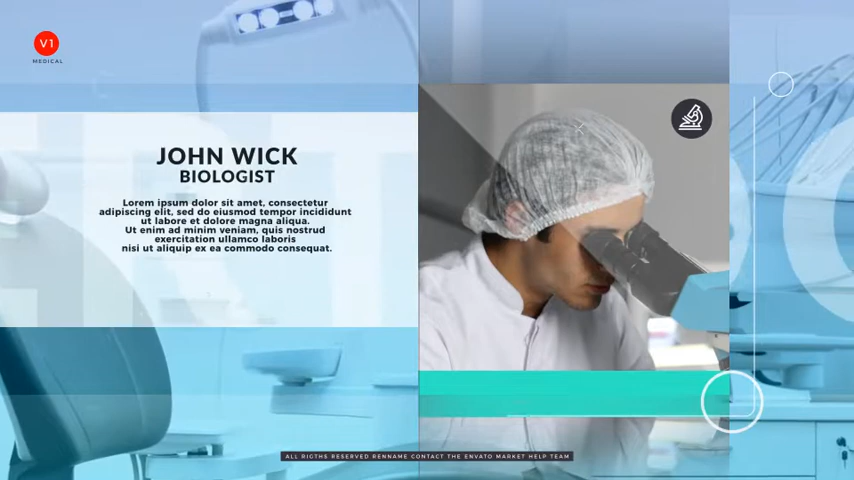 V1
MEDICAL
JOHN WICK
BIOLOGIST
Lorem ipsum dolor sit amet, consectetur
adipiscing elit, sed do eiusmod tempor incididunt
ut labore et dolore magna aliqua.
Ut enim ad minim veniam, quis nostrud
exercitation ullamco laboris
nisi ut aliquip ex ea commodo consequat.
ALL RIGTHS RESERVED RENNAME CONTACT THE ENVATO MARKET HELP TEAM